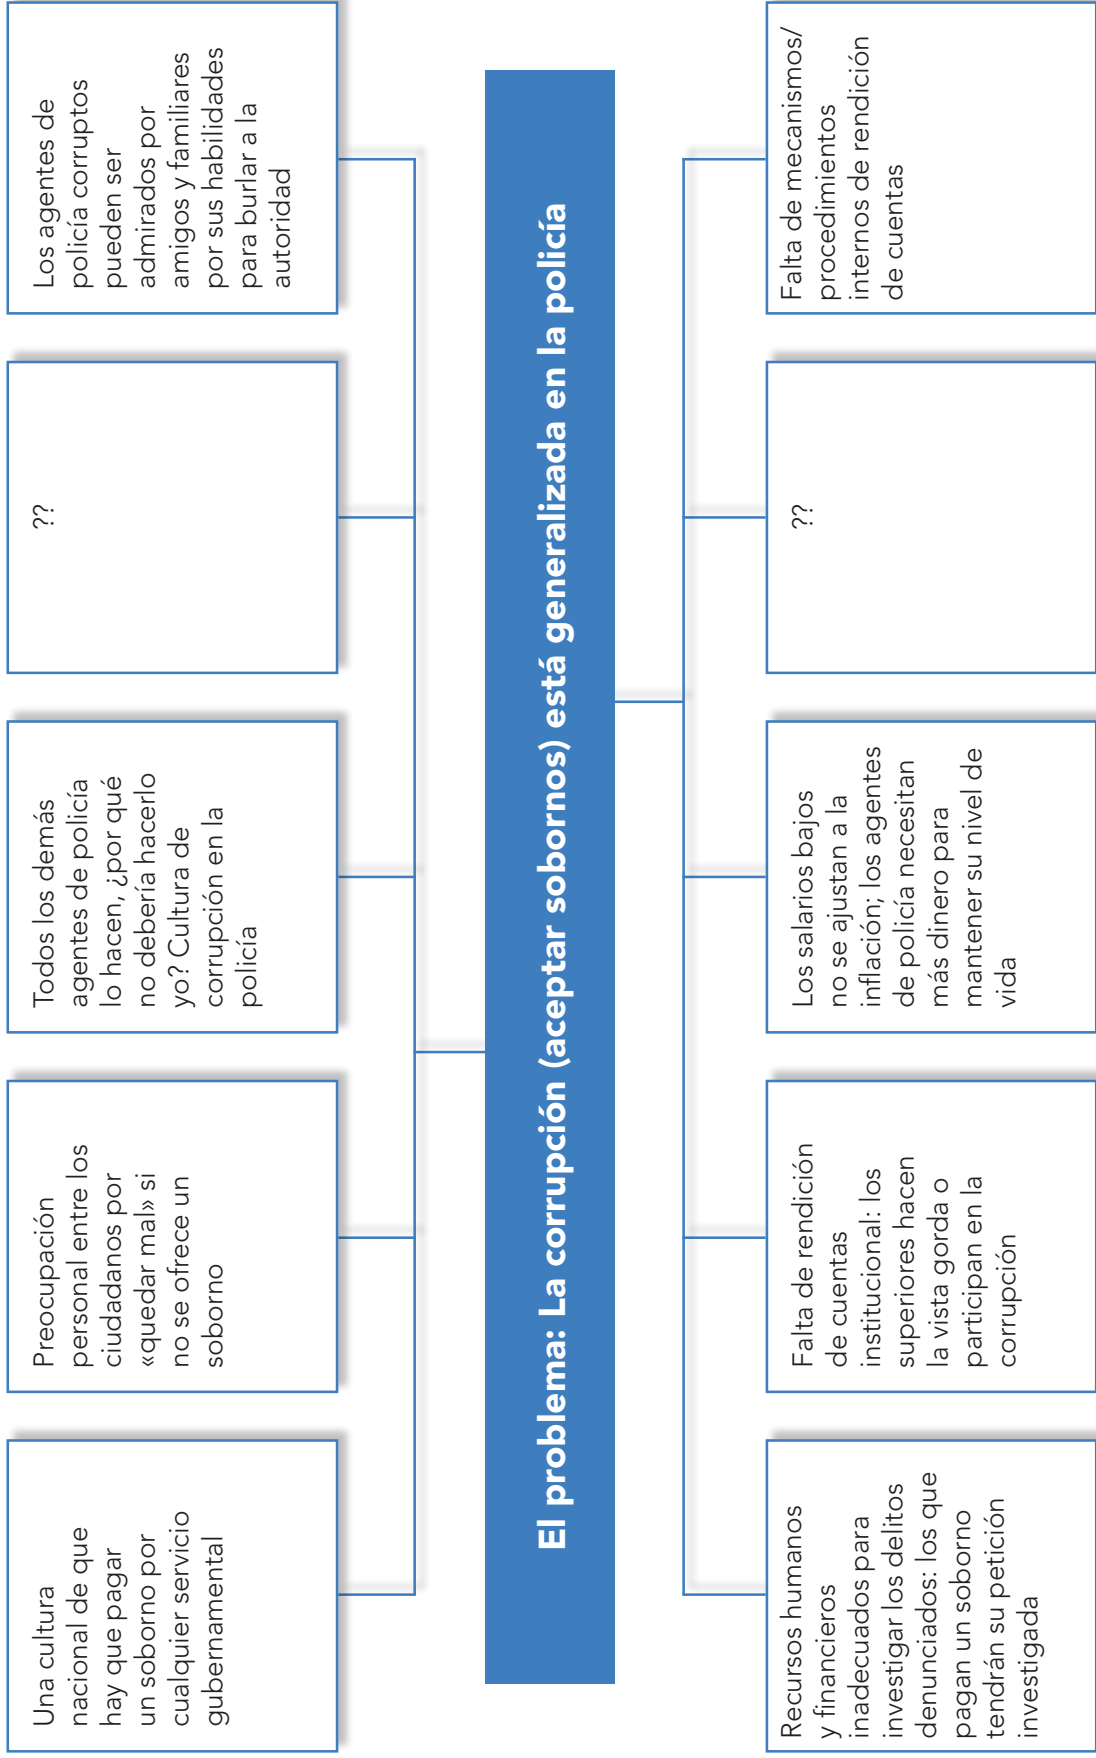 Una cultura
nacional de que
hay que pagar
un soborno por
cualquier servicio
gubernamental
Preocupación
personal entre los
ciudadanos por
«quedar mal» si
no se ofrece un
soborno
Todos los demás
agentes de policía
lo hacen, ¿por qué
no debería hacerlo
yo? Cultura de
corrupción en la
policía
??
Los agentes de
policía corruptos
pueden ser
admirados por
amigos y familiares
por sus habilidades
para burlar a la
autoridad
El problema: La corrupción (aceptar sobornos) está generalizada en la policía
Recursos humanos
y financieros
inadecuados para
investigar los delitos
denunciados: los que
pagan un soborno
tendrán su petición
investigada
Falta de rendición
de cuentas
institucional: los
superiores hacen
la vista gorda o
participan en la
corrupción
Los salarios bajos
no se ajustan a la
inflación; los agentes
de policía necesitan
más dinero para
mantener su nivel de
vida
??
Falta de mecanismos/
procedimientos
internos de rendición
de cuentas